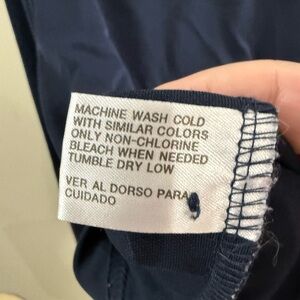 MACHINE WASH COLD
WITH SIMILAR COLORS
ONLY NON-CHLORINE
BLEACH WHEN NEEDED
TUMBLE DRY LOW
VER AL DORSO PARA
CUIDADO